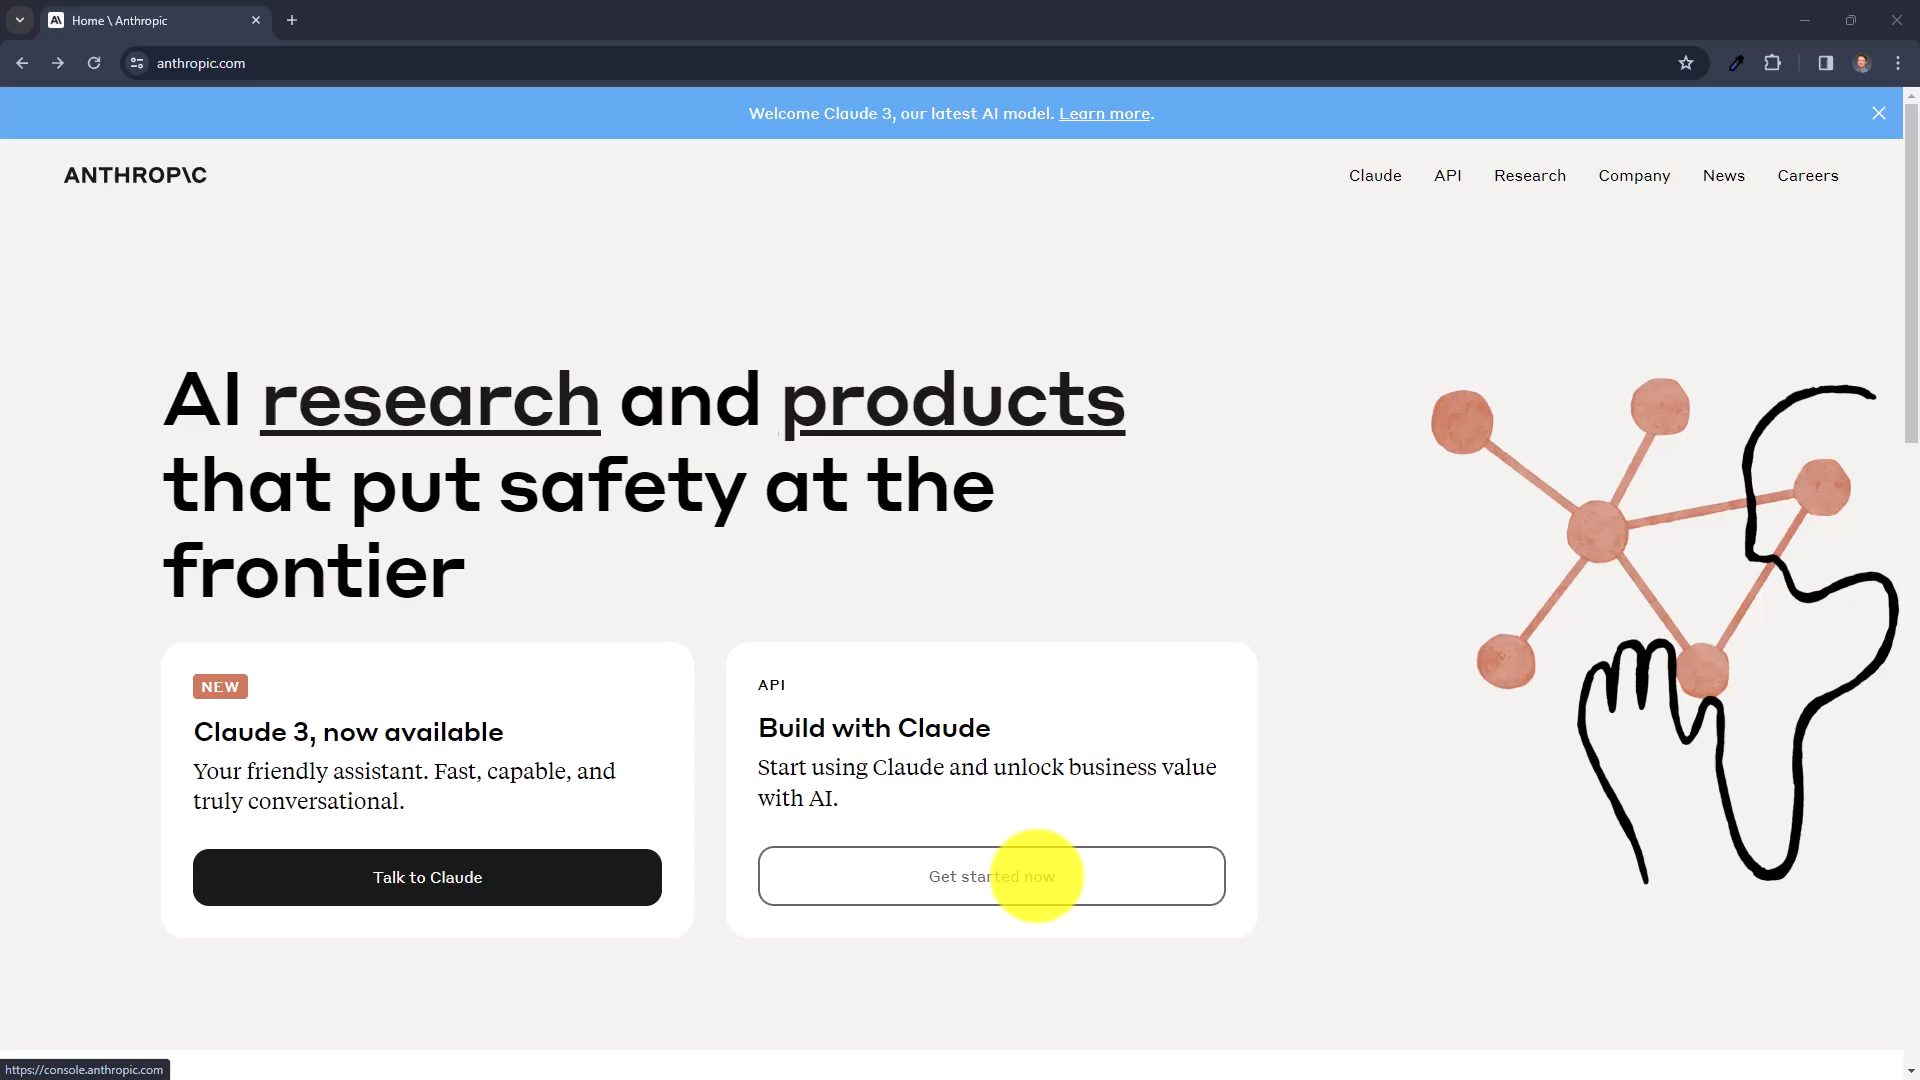 Home \ Anthropic
anthropic.com
Welcome Claude 3, our latest AI model. Learn more.
ANTHROP\C
Claude
API
Research
Company
News
Careers
AI research and products
that put safety at the
frontier
NEW
Claude 3, now available
Your friendly assistant. Fast, capable, and
truly conversational.
Talk to Claude
API
Build with Claude
Start using Claude and unlock business value
with AI.
Get started now
https://console.anthropic.com